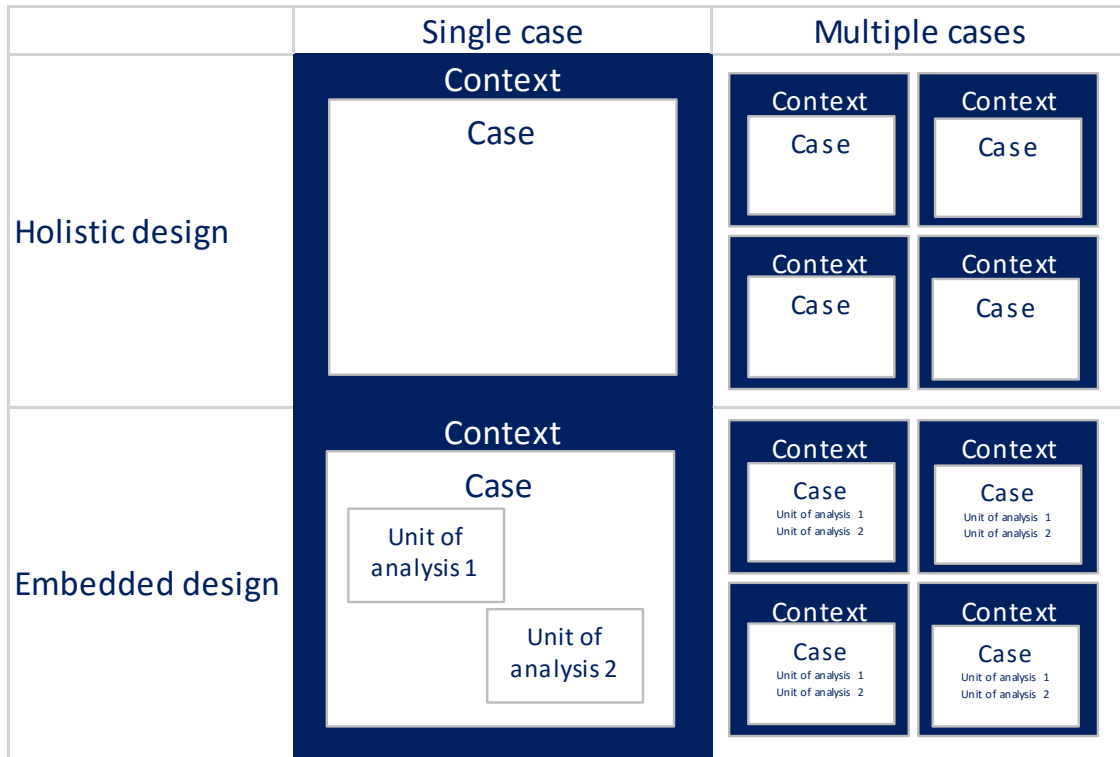 Single case
Multiple cases
Holistic design
Context
Case
Context
Case
Context
Case
Context
Case
Context
Case
Embedded design
Context
Case
Unit of
analysis 1
Unit of
analysis 2
Context
Case
Unit of analysis 1
Unit of analysis 2
Context
Case
Unit of analysis 1
Unit of analysis 2
Context
Case
Unit of analysis 1
Unit of analysis 2
Context
Case
Unit of analysis 1
Unit of analysis 2